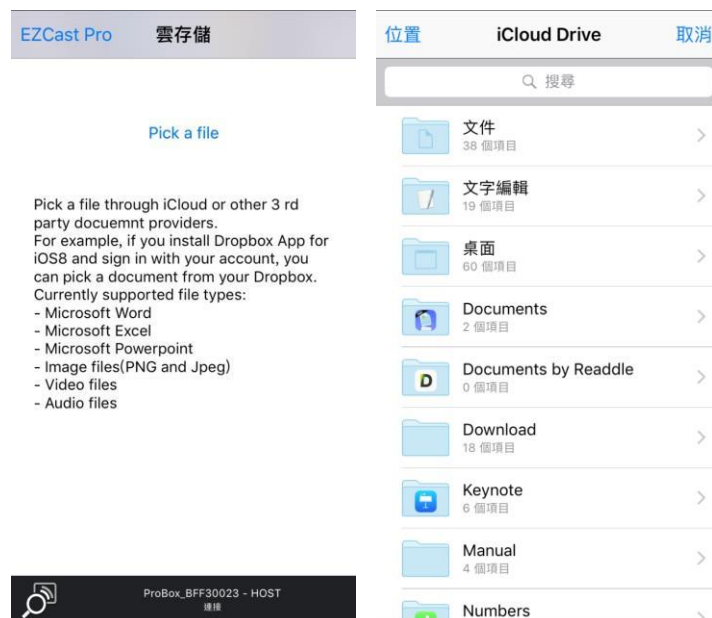 EZCast Pro
雲存儲
Pick a file
Pick a file through iCloud or other 3 rd
party docuemnt providers.
For example, if you install Dropbox App for
iOS8 and sign in with your account, you
can pick a document from your Dropbox.
Currently supported file types:
- Microsoft Word
- Microsoft Excel
- Microsoft Powerpoint
- Image files(PNG and Jpeg)
- Video files
- Audio files
ProBox_BFF30023 - HOST
連接
位置
iCloud Drive
取消
搜尋
文件
38 個項目
文字編輯
19 個項目
桌面
60 個項目
Documents
2 個項目
Documents by Readdle
0 個項目
Download
18 個項目
Keynote
6 個項目
Manual
4 個項目
Numbers